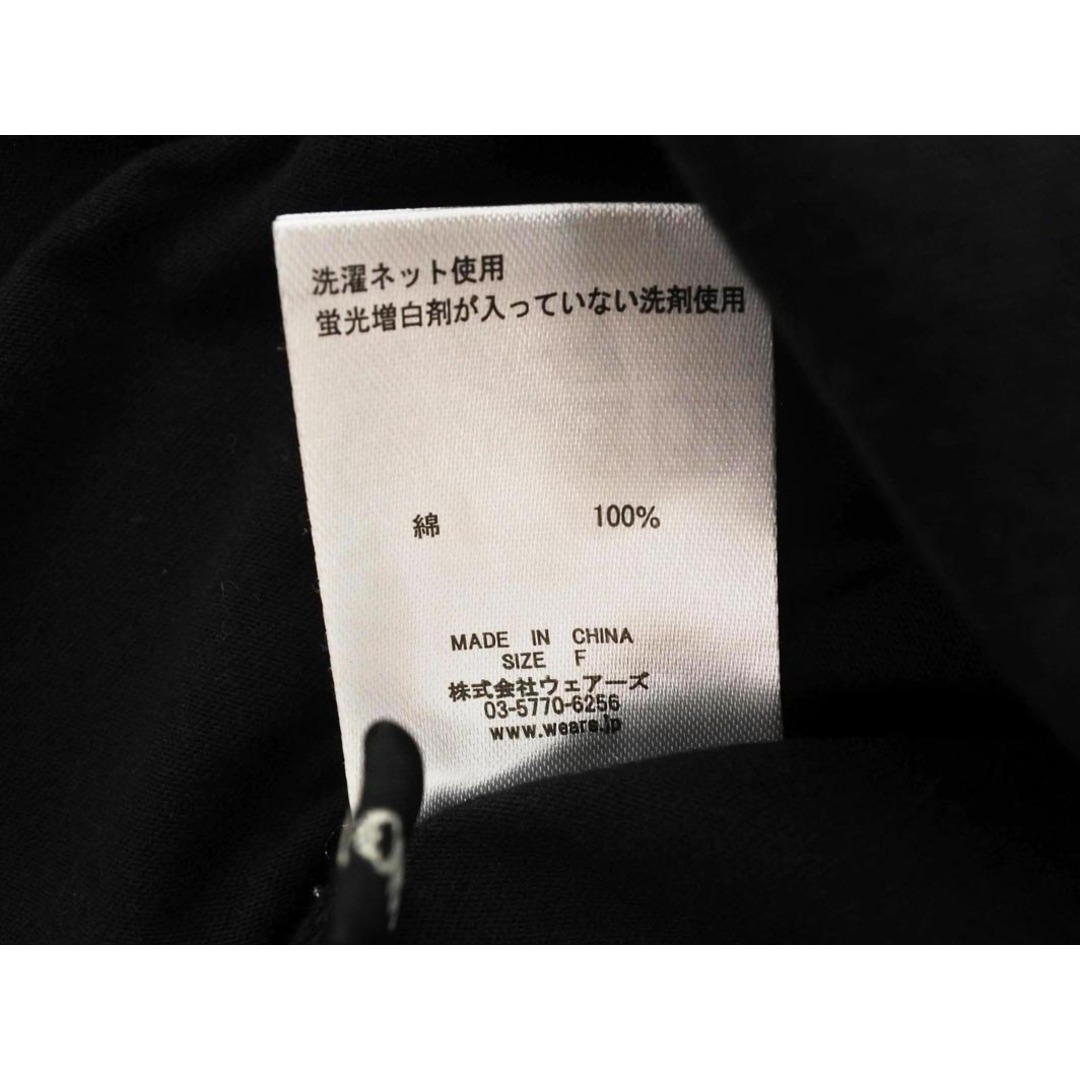 洗濯ネット使用
蛍光増白剤が入っていない洗剤使用
綿 100%
MADE IN CHINA
SIZE F
株式会社ウェアーズ
03-5770-6256
www.wears.jp